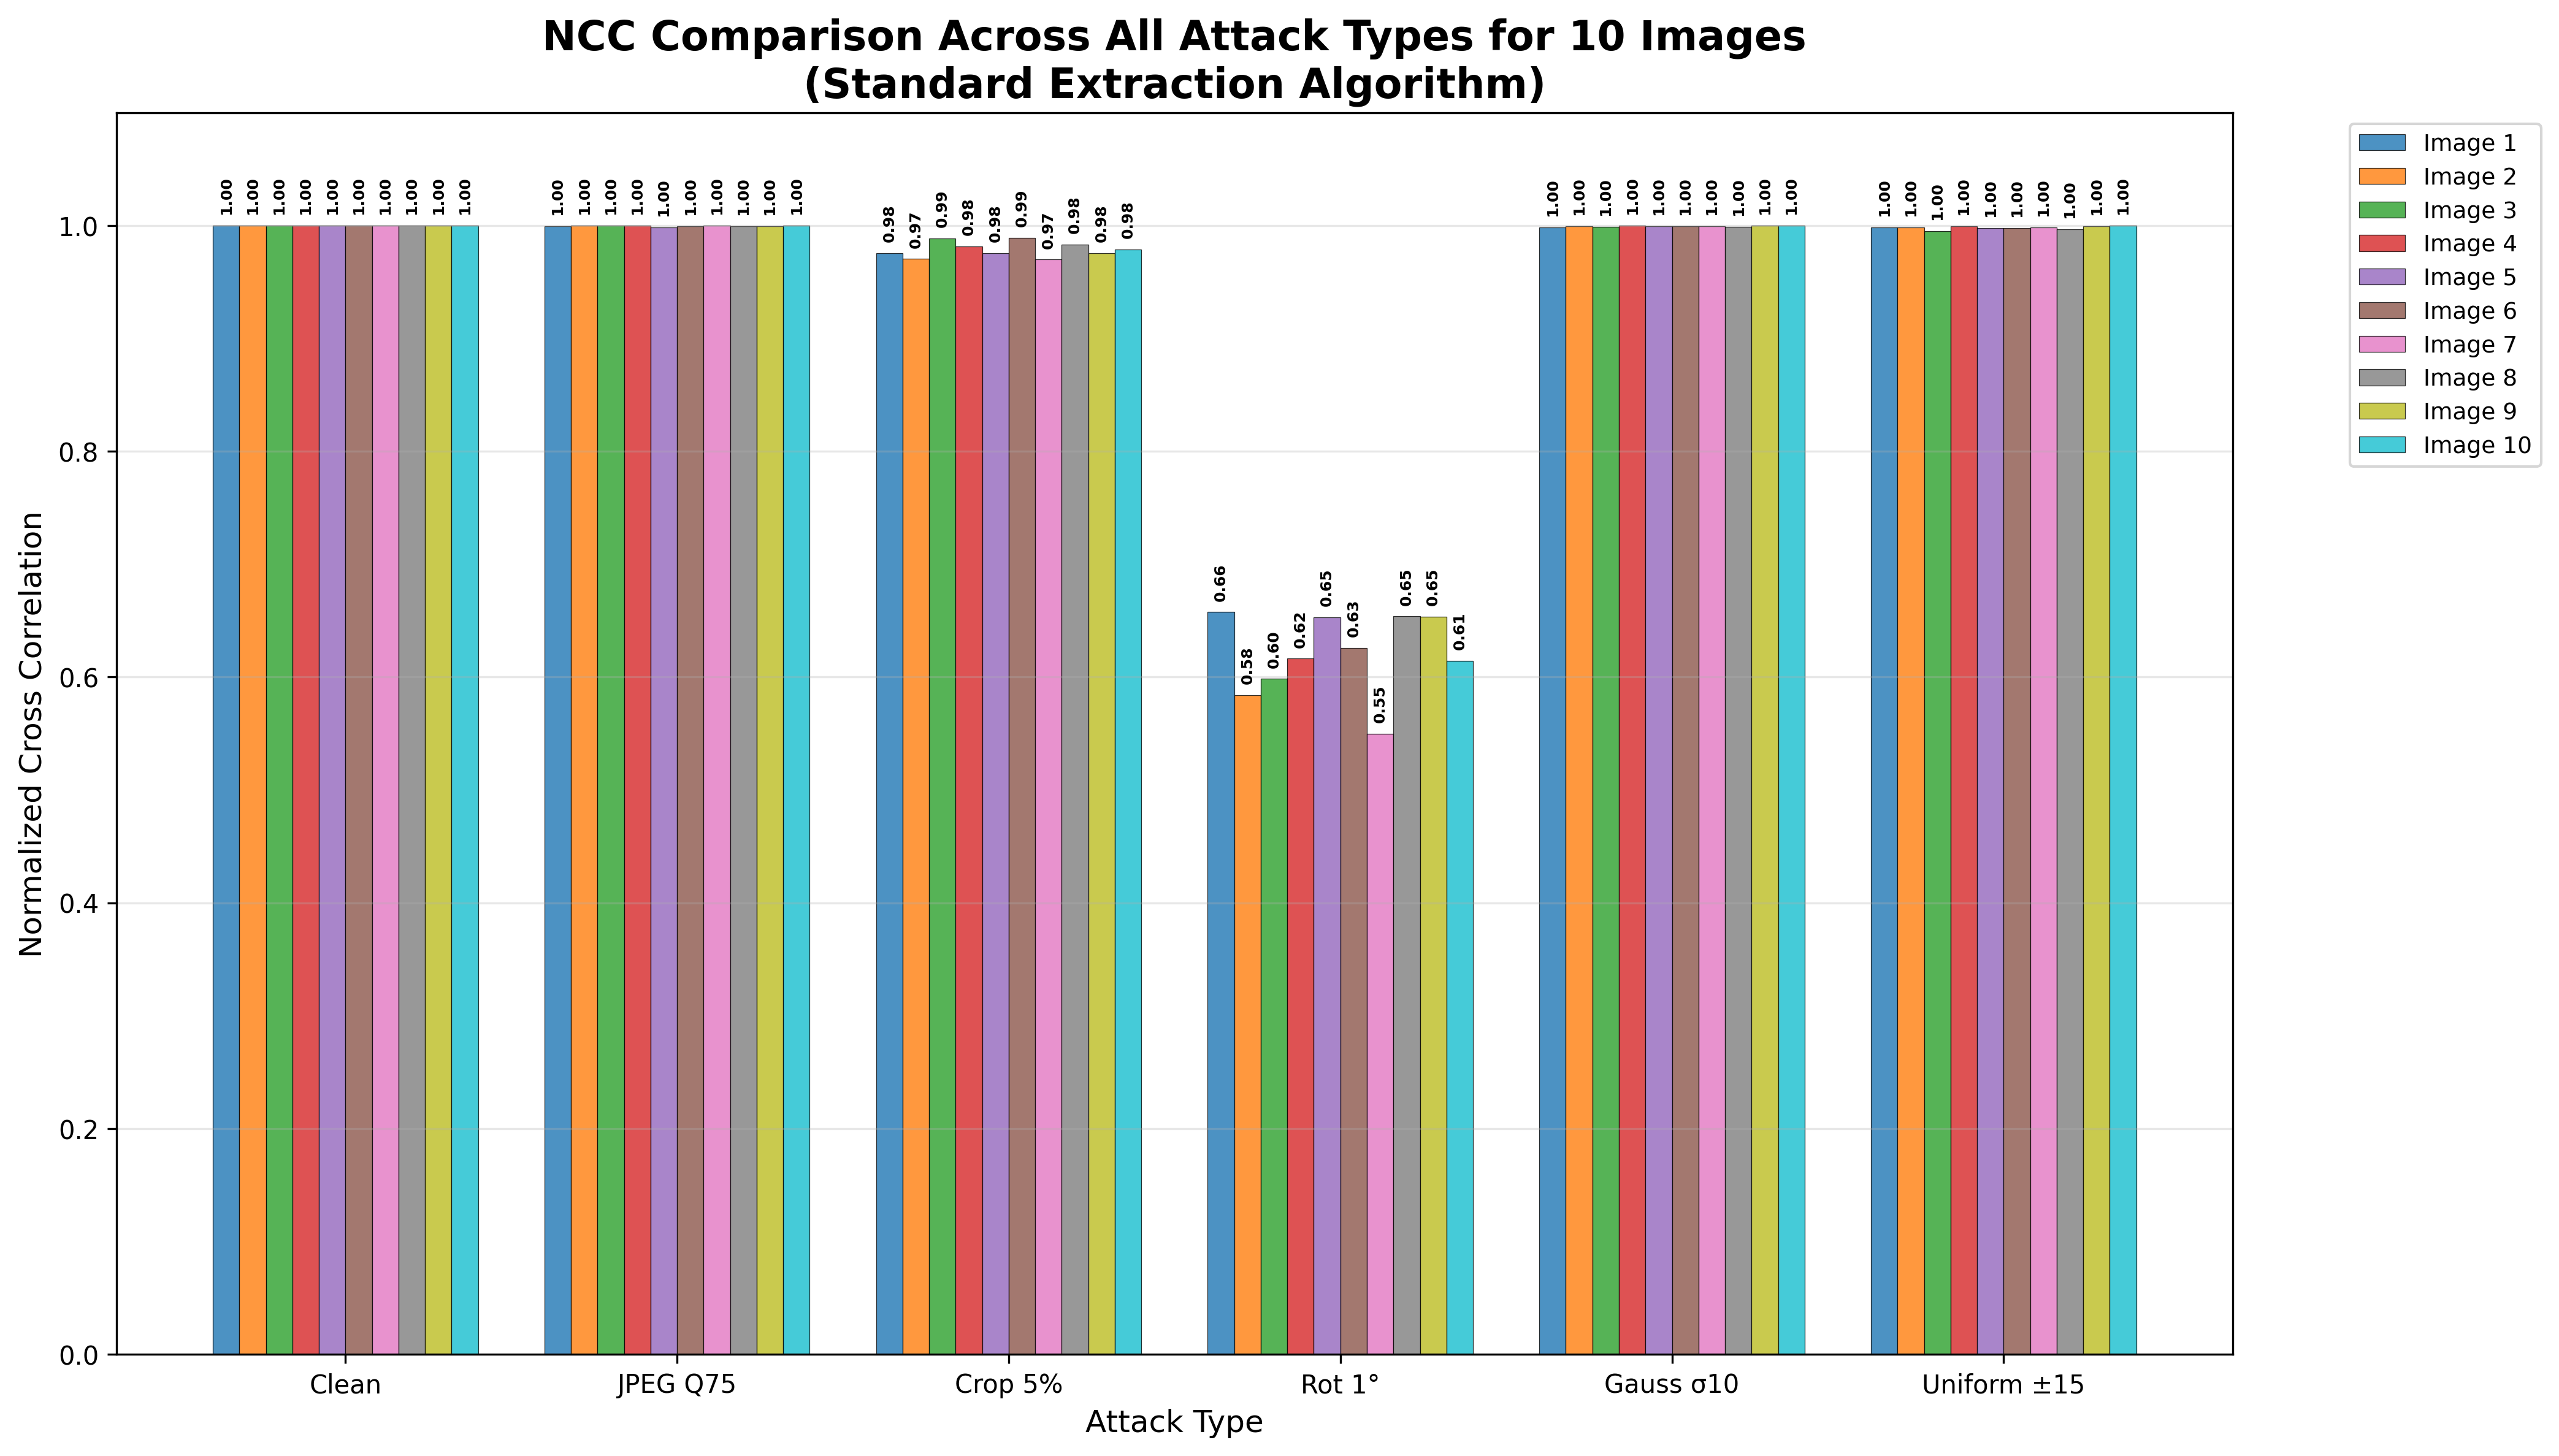 NCC Comparison Across All Attack Types for 10 Images
(Standard Extraction Algorithm)
Normalized Cross Correlation
1.0
0.8
0.6
0.4
0.2
0.0
1.00 1.00 1.00 1.00 1.00 1.00 1.00 1.00 1.00 1.00
1.00 1.00 1.00 1.00 1.00 1.00 1.00 1.00 1.00 1.00
0.98 0.97 0.99 0.98 0.98 0.99 0.97 0.98 0.98 0.98
0.66 0.58 0.60 0.62 0.65 0.63 0.55 0.65 0.65 0.61
1.00 1.00 1.00 1.00 1.00 1.00 1.00 1.00 1.00 1.00
1.00 1.00 1.00 1.00 1.00 1.00 1.00 1.00 1.00 1.00
Clean JPEG Q75 Crop 5% Rot 1° Gauss σ10 Uniform ±15
Attack Type
Image 1
Image 2
Image 3
Image 4
Image 5
Image 6
Image 7
Image 8
Image 9
Image 10